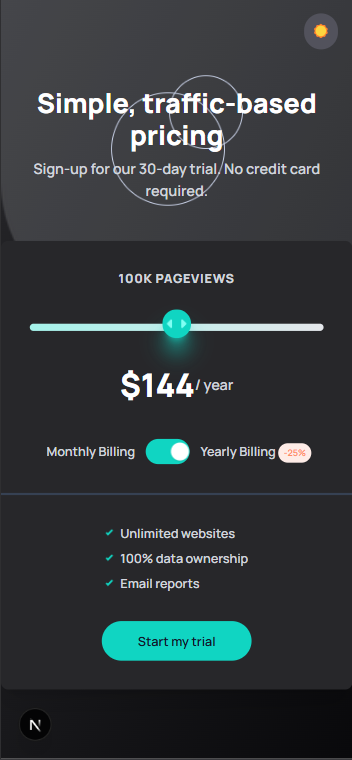 Simple, traffic-based
pricing
Sign-up for our 30-day trial. No credit card
required.
100K PAGEVIEWS
$144/ year
Monthly Billing Yearly Billing -25%
Unlimited websites
100% data ownership
Email reports
Start my trial
N